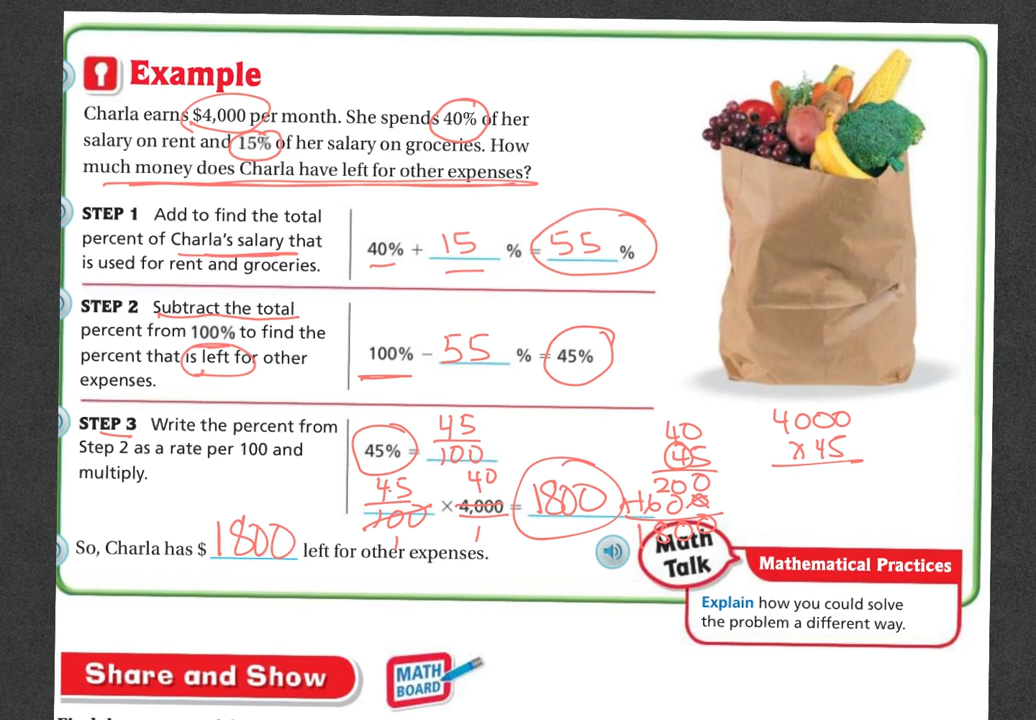 Example
Charla earns $4,000 per month. She spends 40% of her
salary on rent and 15% of her salary on groceries. How
much money does Charla have left for other expenses?
STEP 1 Add to find the total
percent of Charla's salary that
is used for rent and groceries.
40% + 15 % = 55 %
STEP 2 Subtract the total
percent from 100% to find the
percent that is left for other
expenses.
100% − 55 % = 45%
STEP 3 Write the percent from
Step 2 as a rate per 100 and
multiply.
45% = 45/100
45/100 × 4,000/1 = 1800
40
1
40
45
200
+1600
1800
4000
x 45
So, Charla has $ 1800 left for other expenses.
Math
Talk
Mathematical Practices
Explain how you could solve
the problem a different way.
Share and Show
MATH
BOARD